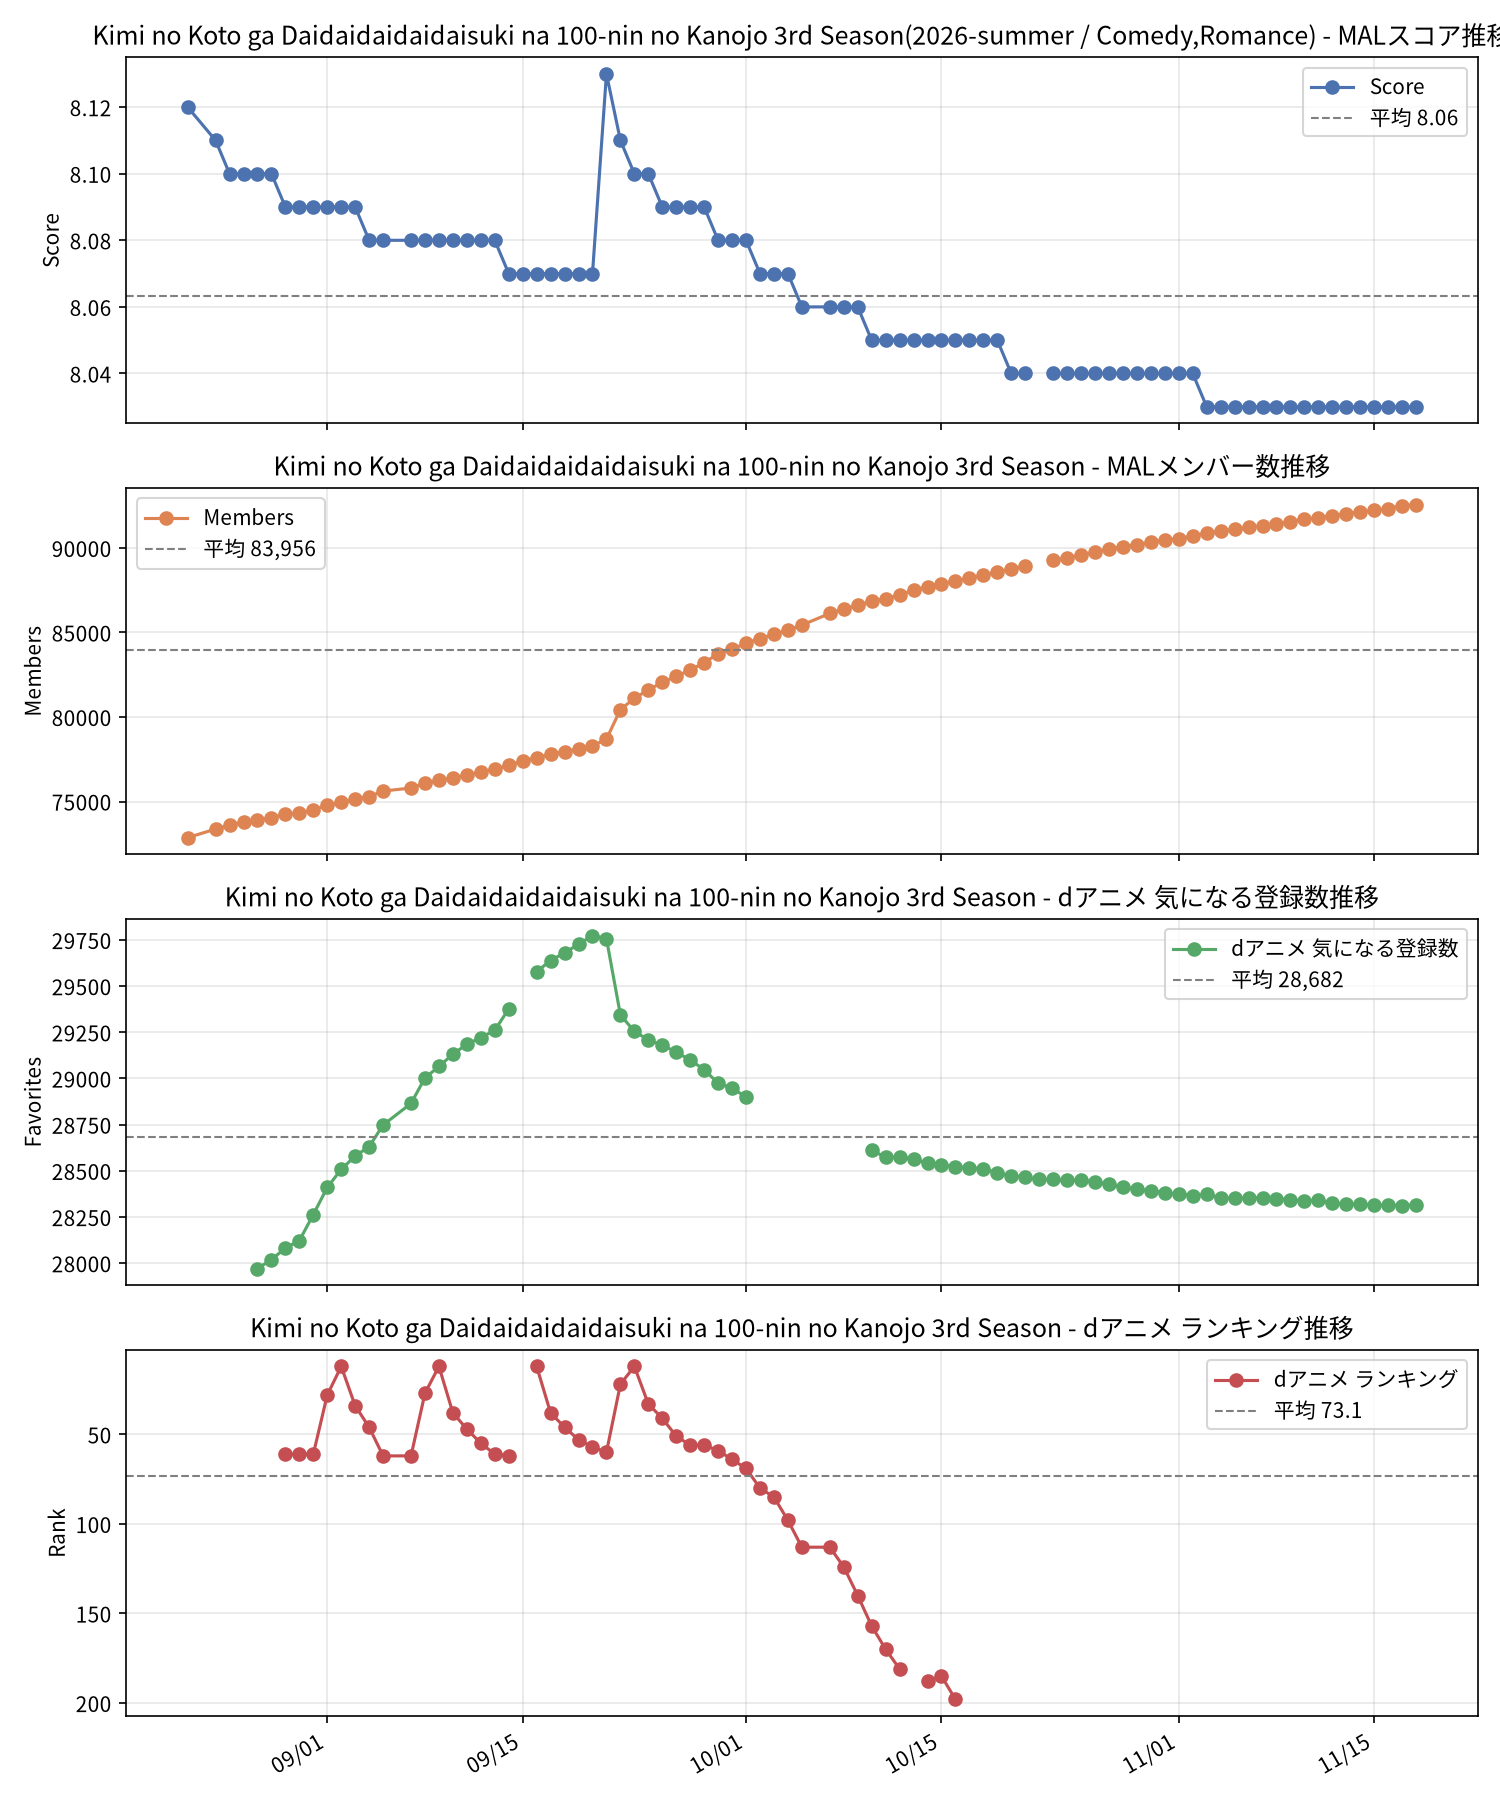 Kimi no Koto ga Daidaidaidaidaisuki na 100-nin no Kanojo 3rd Season(2026-summer / Comedy,Romance) - MALスコア推移
Score
平均 8.06
8.12
8.10
8.08
8.06
8.04
Score
Kimi no Koto ga Daidaidaidaidaisuki na 100-nin no Kanojo 3rd Season - MALメンバー数推移
Members
平均 83,956
90000
85000
80000
75000
Members
Kimi no Koto ga Daidaidaidaidaisuki na 100-nin no Kanojo 3rd Season - dアニメ 気になる登録数推移
dアニメ 気になる登録数
平均 28,682
29750
29500
29250
29000
28750
28500
28250
28000
Favorites
Kimi no Koto ga Daidaidaidaidaisuki na 100-nin no Kanojo 3rd Season - dアニメ ランキング推移
dアニメ ランキング
平均 73.1
50
100
150
200
Rank
09/01
09/15
10/01
10/15
11/01
11/15